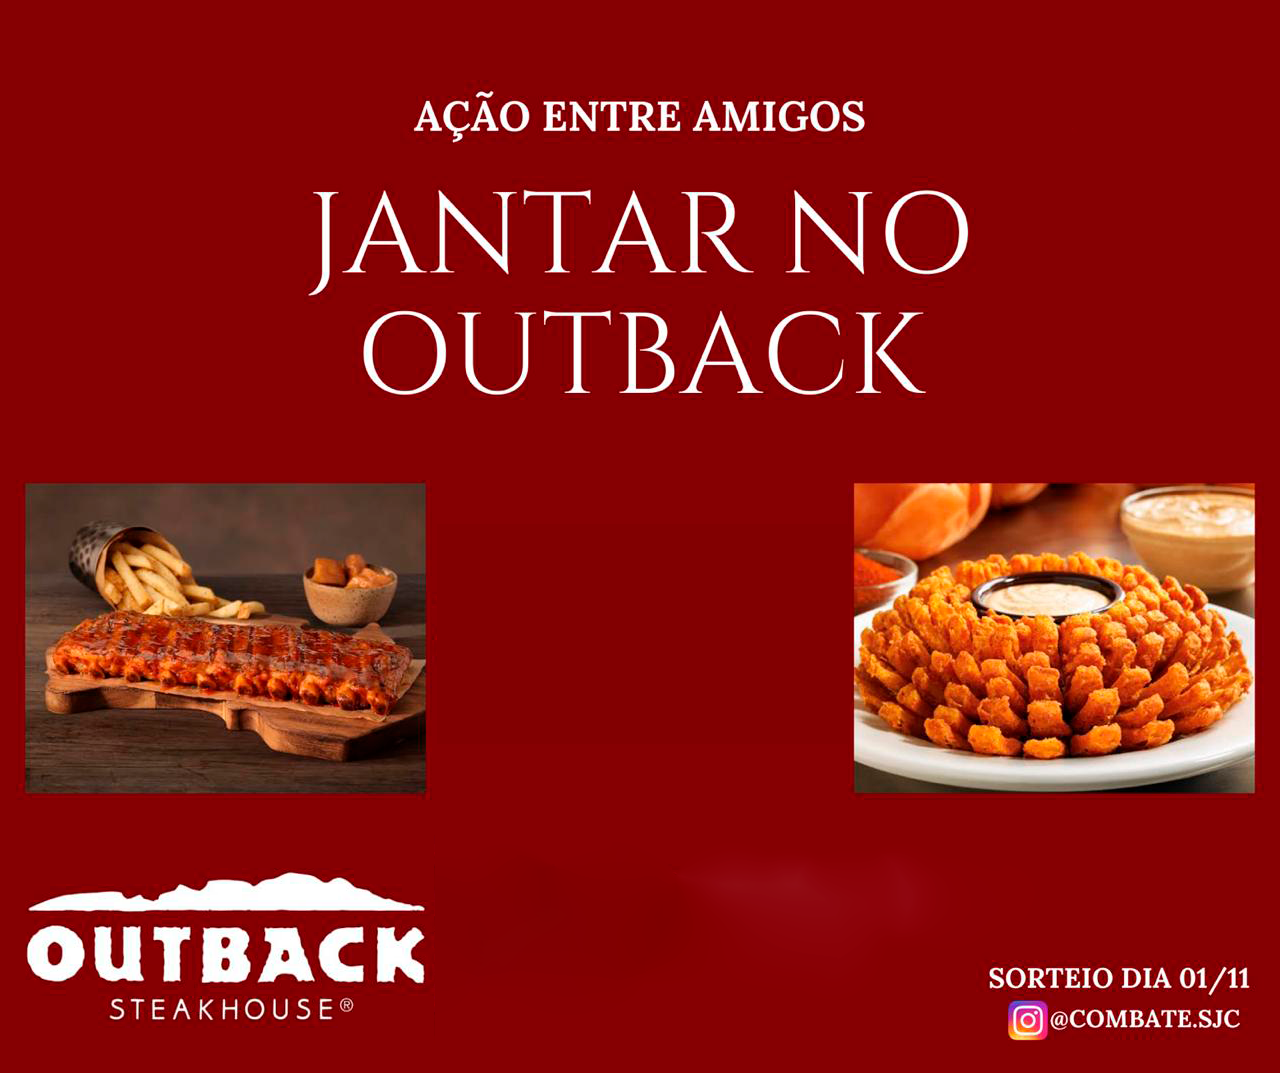 AÇÃO ENTRE AMIGOS
JANTAR NO
OUTBACK
OUTBACK
STEAKHOUSE®
SORTEIO DIA 01/11
@COMBATE.SJC